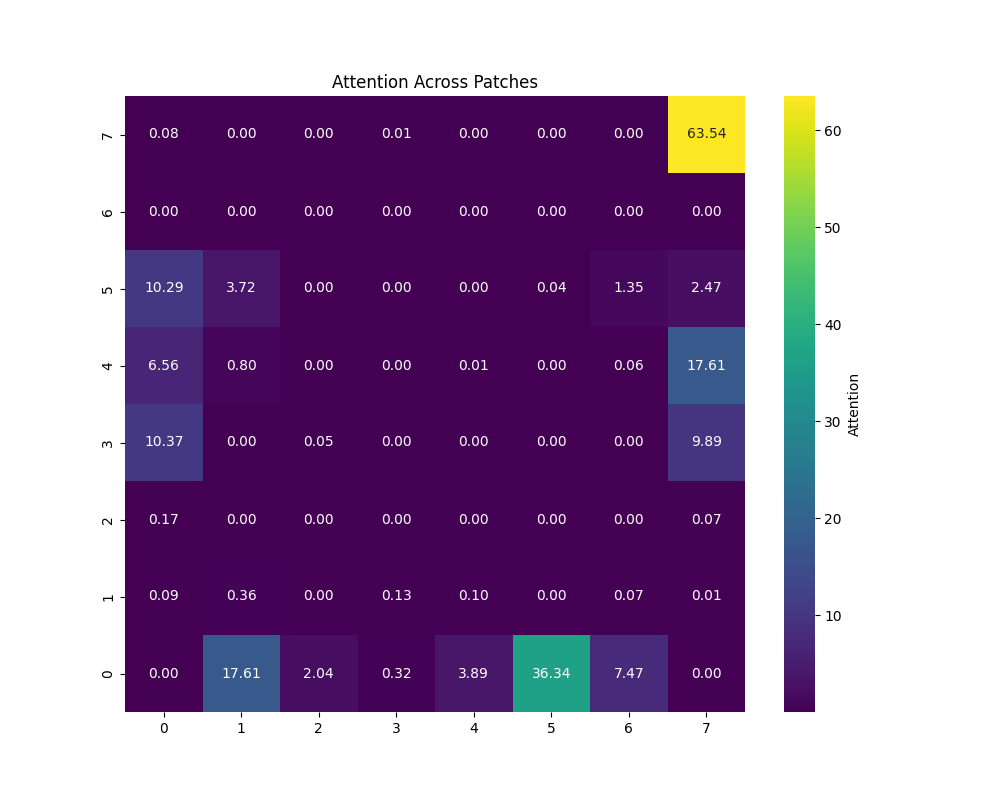 Attention Across Patches
7 0.08 0.00 0.00 0.01 0.00 0.00 0.00 63.54
6 0.00 0.00 0.00 0.00 0.00 0.00 0.00 0.00
5 10.29 3.72 0.00 0.00 0.00 0.04 1.35 2.47
4 6.56 0.80 0.00 0.00 0.01 0.00 0.06 17.61
3 10.37 0.00 0.05 0.00 0.00 0.00 0.00 9.89
2 0.17 0.00 0.00 0.00 0.00 0.00 0.00 0.07
1 0.09 0.36 0.00 0.13 0.10 0.00 0.07 0.01
0 0.00 17.61 2.04 0.32 3.89 36.34 7.47 0.00
0 1 2 3 4 5 6 7
60
50
40
30
20
10
Attention